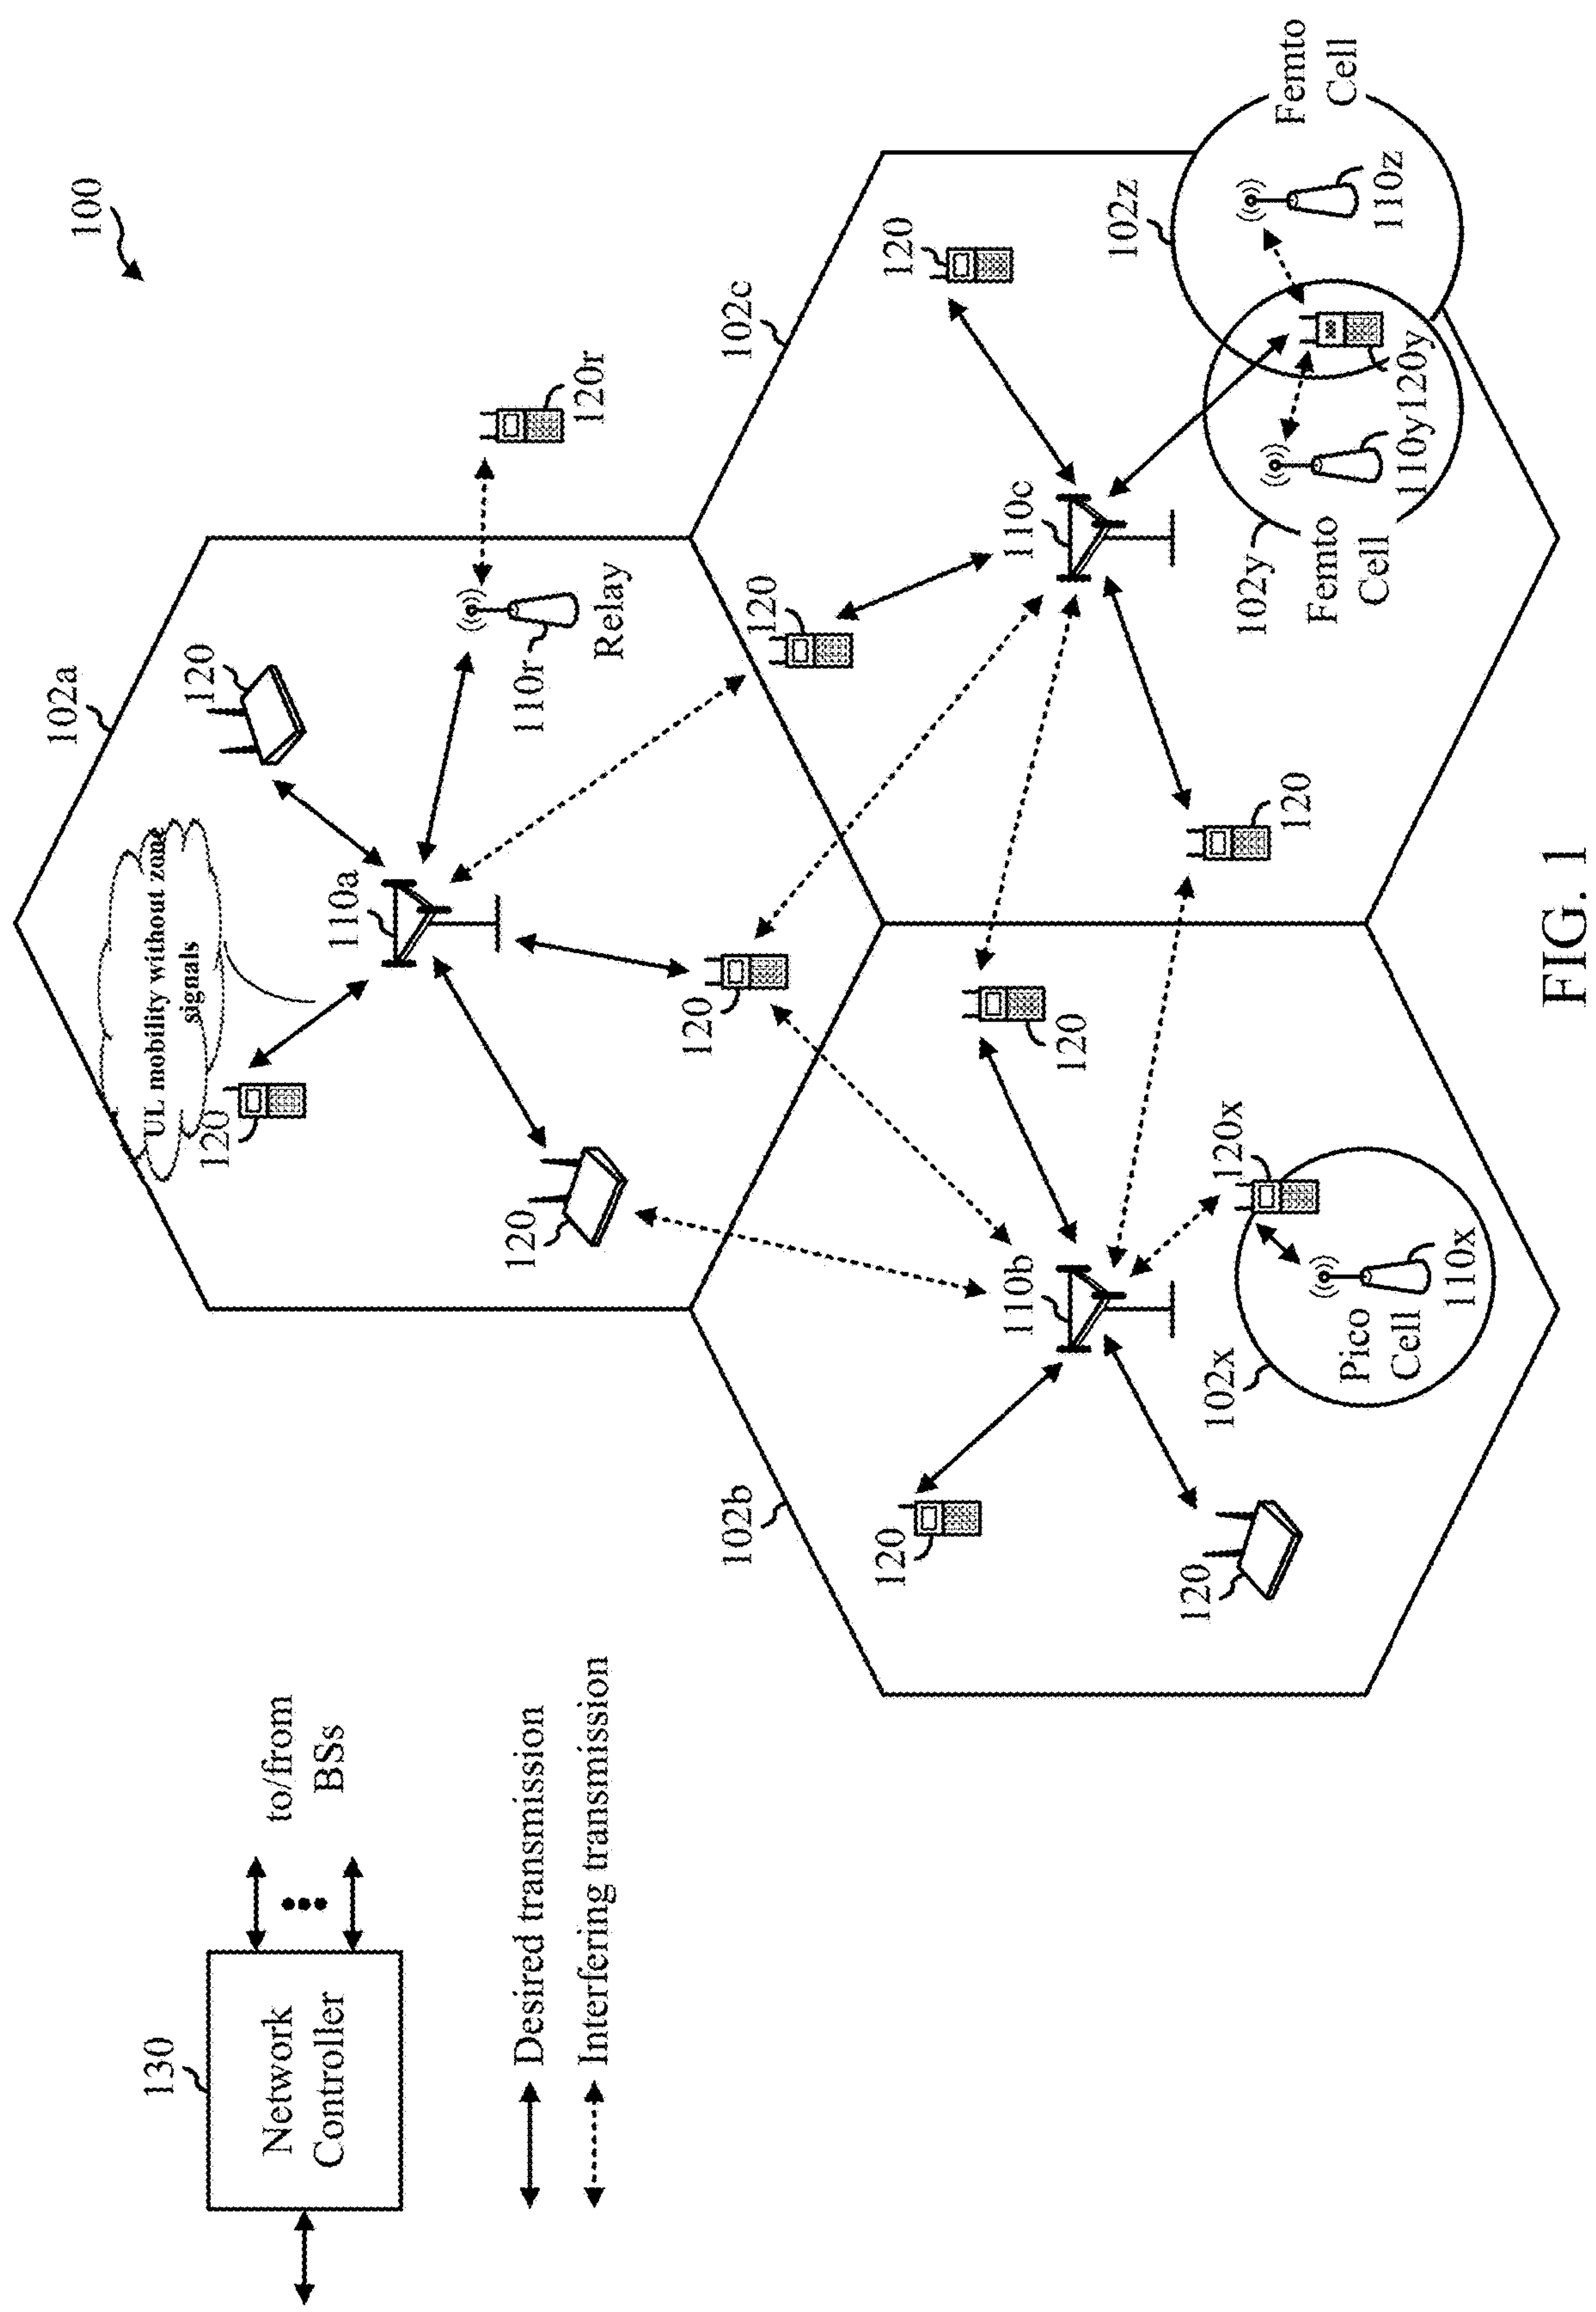 100
130
Network
Controller
to/from
BSs
Desired transmission
Interfering transmission
102a
UL mobility without zone
signals
120
120
110a
120
120
110r
Relay
120r
102b
120
120
110b
120
102x
Pico
Cell
110x
120x
102c
120
120
110c
120
102y
Femto
Cell
110y
120y
102z
110z
Femto
Cell
FIG. 1